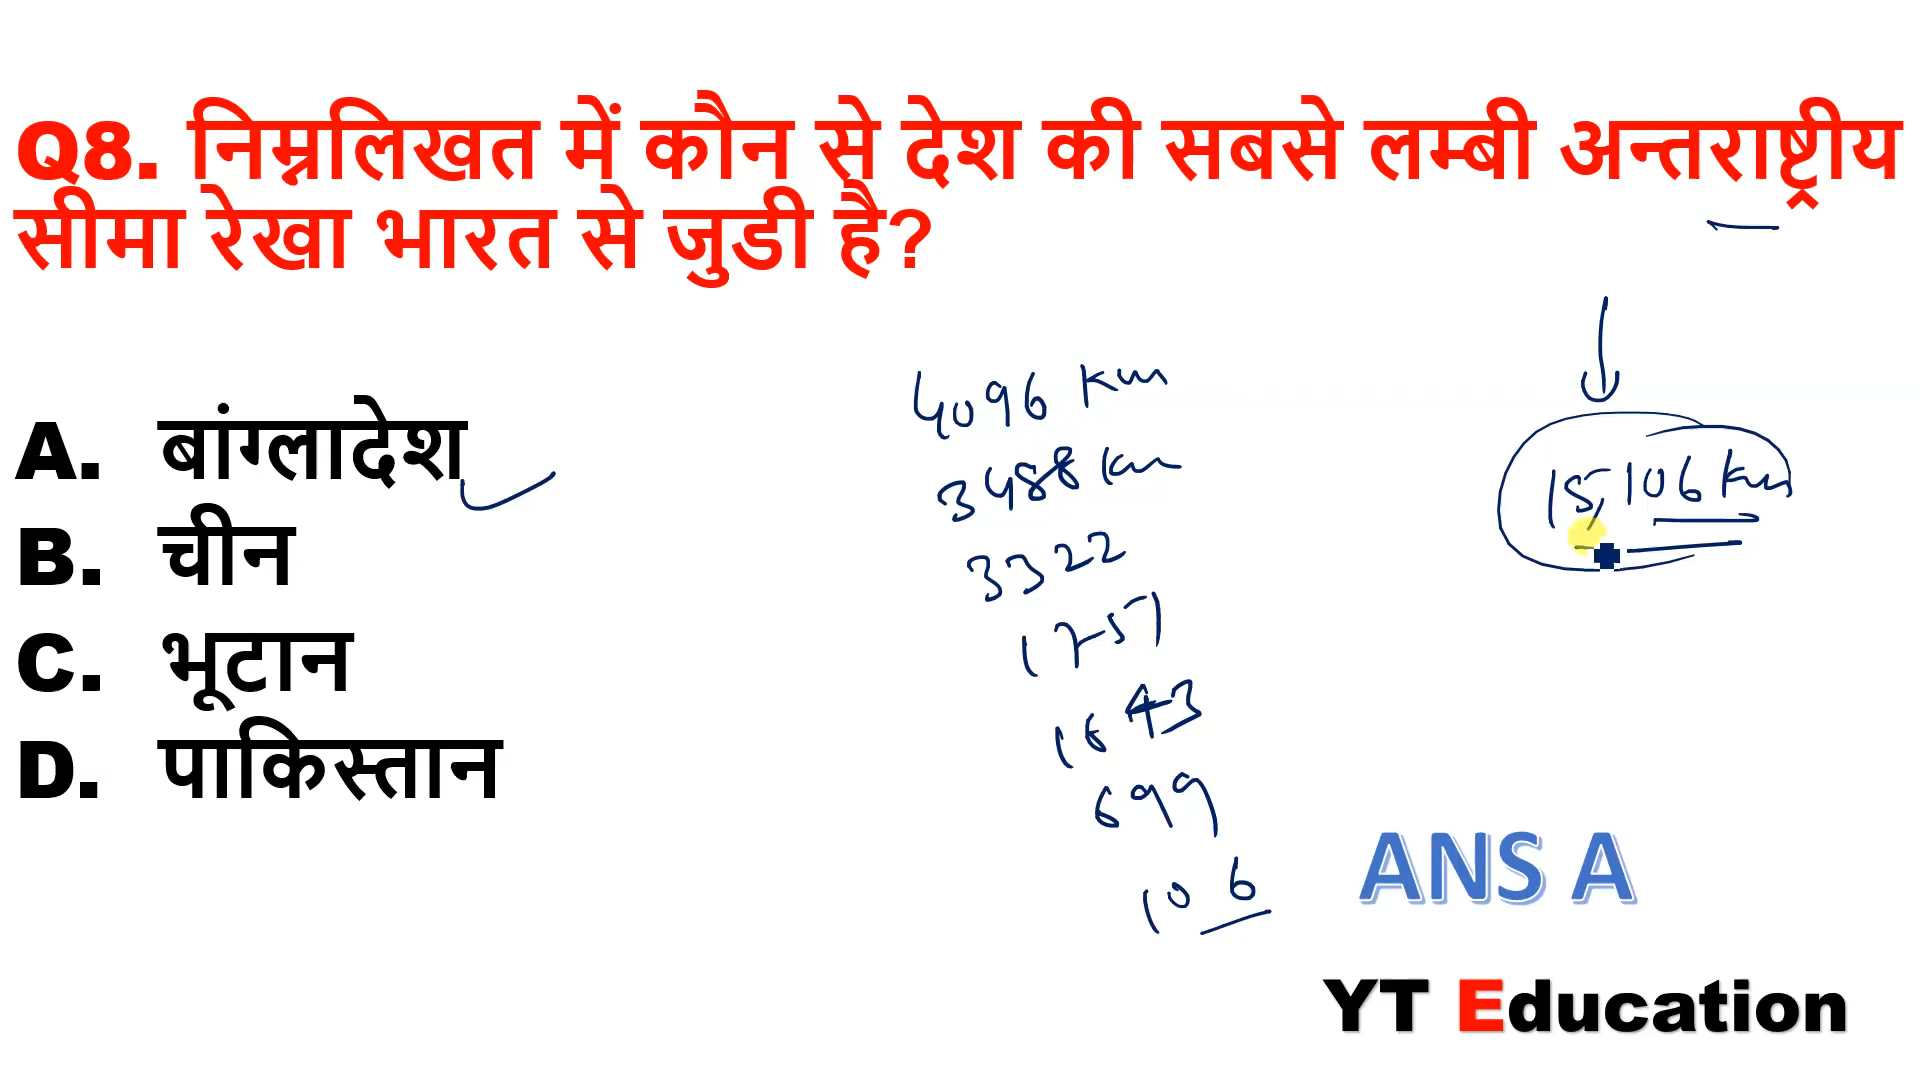 Q8. निम्नलिखत में कौन से देश की सबसे लम्बी अन्तराष्ट्रीय
सीमा रेखा भारत से जुडी है?
A. बांग्लादेश
B. चीन
C. भूटान
D. पाकिस्तान
4096 km
3488 km
3322
1751
1643
699
106
15,106 km
ANS A
YT Education